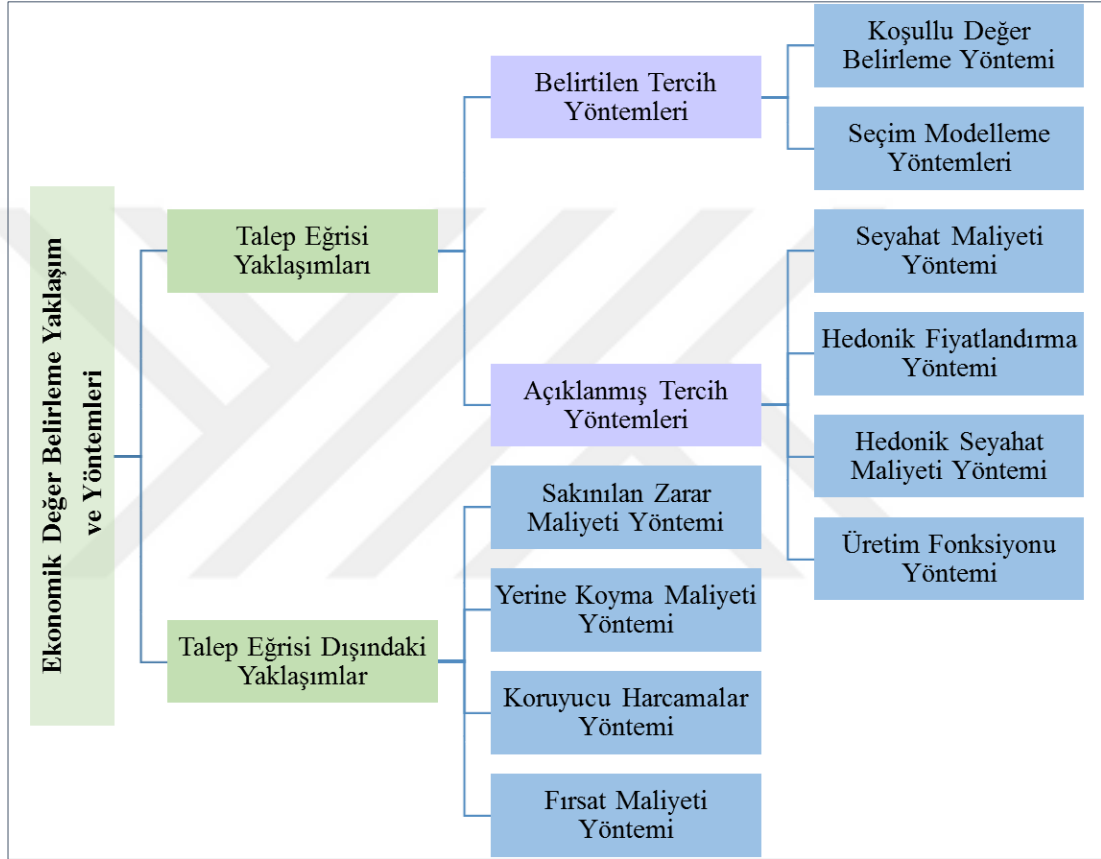 Ekonomik Değer Belirleme Yaklaşım
ve Yöntemleri
Talep Eğrisi
Yaklaşımları
Belirtilen Tercih
Yöntemleri
Koşullu Değer
Belirleme Yöntemi
Seçim Modelleme
Yöntemleri
Açıklanmış Tercih
Yöntemleri
Seyahat Maliyeti
Yöntemi
Hedonik Fiyatlandırma
Yöntemi
Hedonik Seyahat
Maliyeti Yöntemi
Üretim Fonksiyonu
Yöntemi
Talep Eğrisi Dışındaki
Yaklaşımlar
Sakınılan Zarar
Maliyeti Yöntemi
Yerine Koyma Maliyeti
Yöntemi
Koruyucu Harcamalar
Yöntemi
Fırsat Maliyeti
Yöntemi